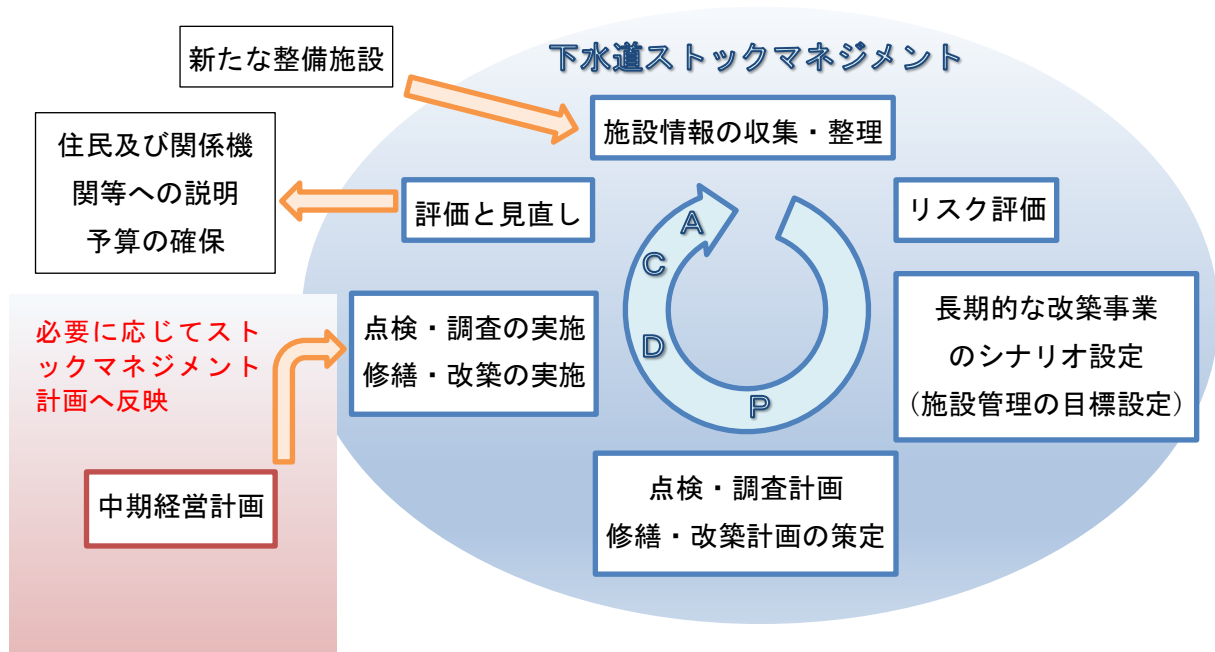 新たな整備施設
下水道ストックマネジメント
施設情報の収集・整理
住民及び関係機
関等への説明
予算の確保
評価と見直し
リスク評価
A
C
D
P
必要に応じてスト
ックマネジメント
計画へ反映
点検・調査の実施
修繕・改築の実施
長期的な改築事業
のシナリオ設定
(施設管理の目標設定)
中期経営計画
点検・調査計画
修繕・改築計画の策定